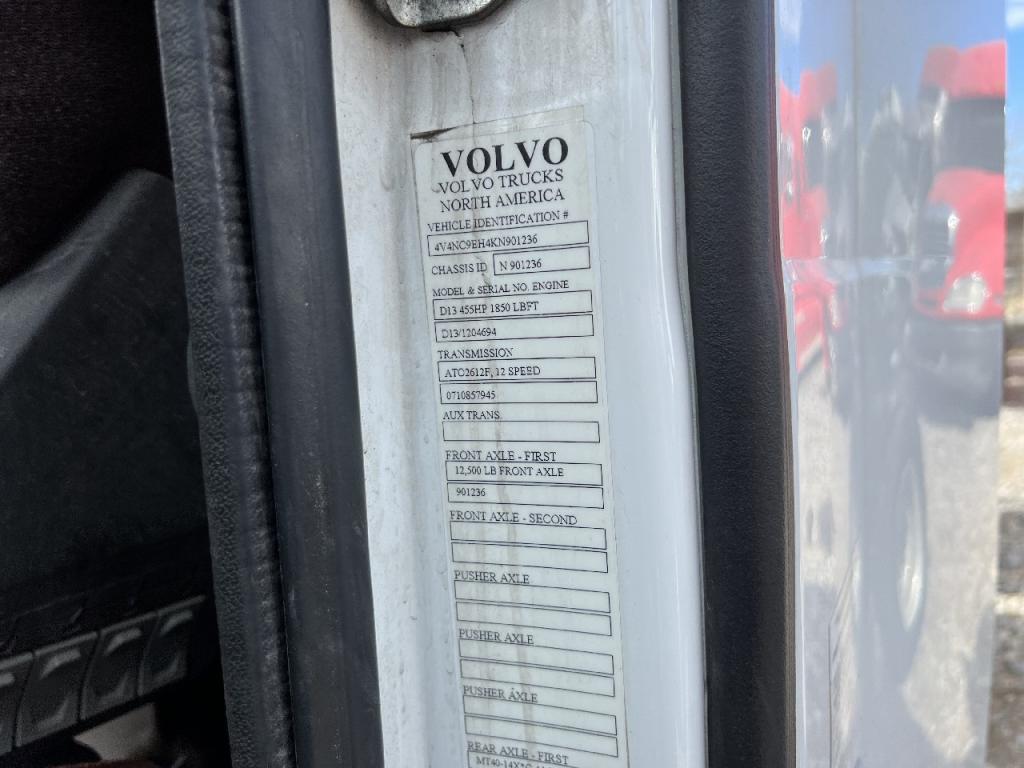 VOLVO
VOLVO TRUCKS
NORTH AMERICA
VEHICLE IDENTIFICATION #
4V4NC9EH4KN901236
CHASSIS ID N 901236
MODEL & SERIAL NO. ENGINE
D13 455HP 1850 LBFT
D13/1204694
TRANSMISSION
ATO2612F, 12 SPEED
0710857945
AUX TRANS.
FRONT AXLE - FIRST
12,500 LB FRONT AXLE
901236
FRONT AXLE - SECOND
PUSHER AXLE
PUSHER AXLE
PUSHER AXLE
REAR AXLE - FIRST